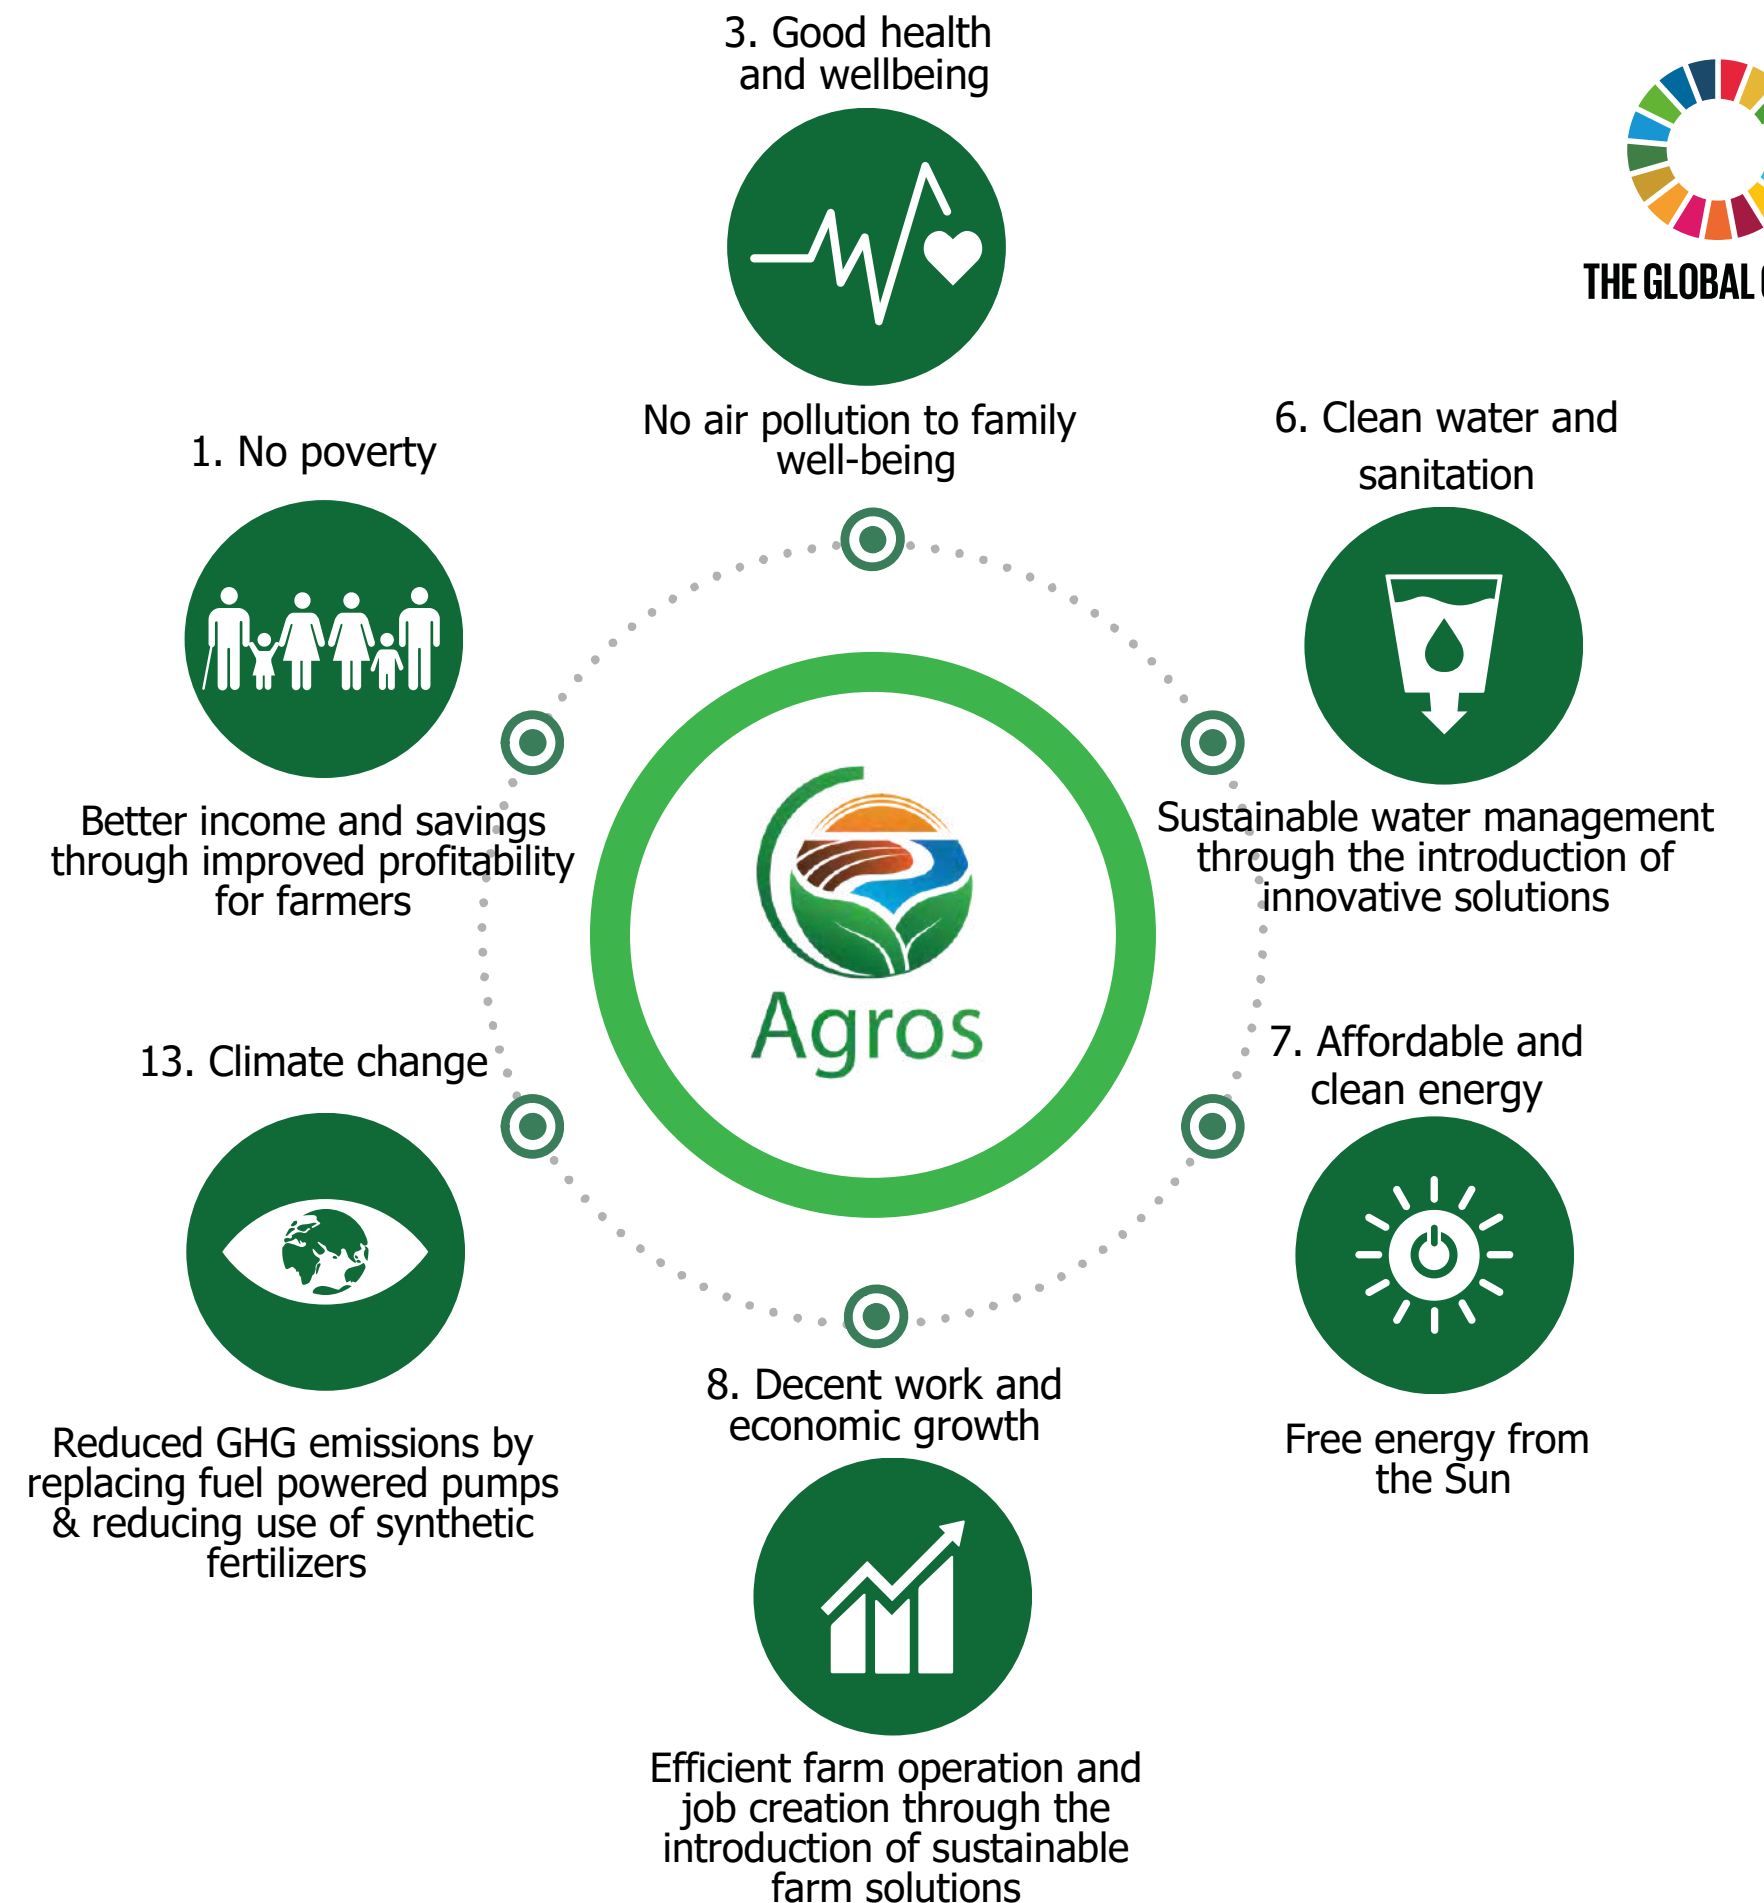 3. Good health
and wellbeing
THE GLOBAL
No air pollution to family
well-being
1. No poverty
6. Clean water and
sanitation
Better income and savings
through improved profitability
for farmers
Sustainable water management
through the introduction of
innovative solutions
Agros
13. Climate change
7. Affordable and
clean energy
Reduced GHG emissions by
replacing fuel powered pumps
& reducing use of synthetic
fertilizers
8. Decent work and
economic growth
Free energy from
the Sun
Efficient farm operation and
job creation through the
introduction of sustainable
farm solutions